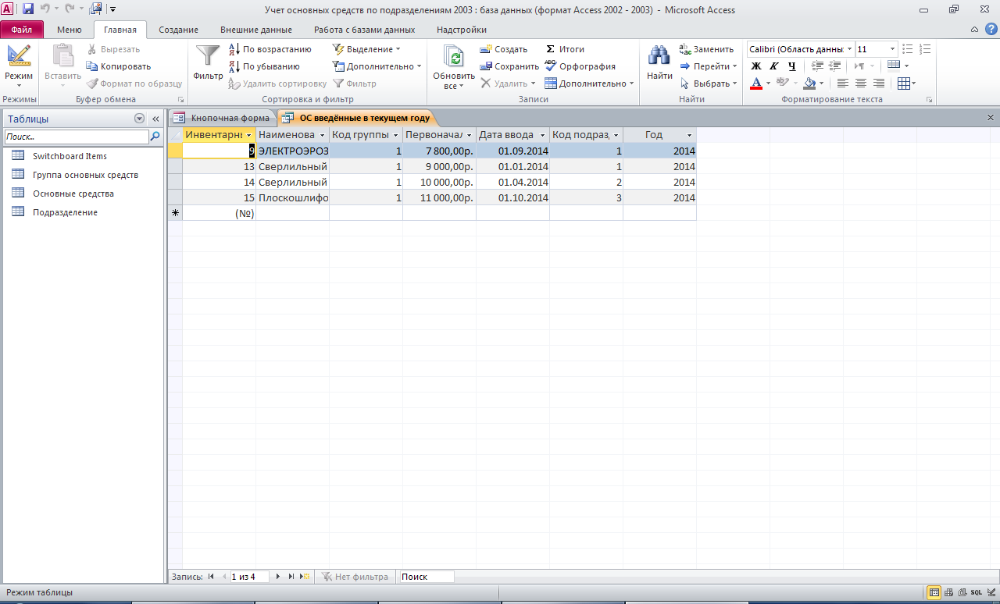 Учет основных средств по подразделениям 2003 : база данных (формат Access 2002 - 2003) - Microsoft Access
Файл Меню Главная Создание Внешние данные Работа с базами данных Надстройки
Режим
Режимы
Вставить
Вырезать
Копировать
Формат по образцу
Буфер обмена
Фильтр
По возрастанию
По убыванию
Удалить сортировку
Выделение
Дополнительно
Фильтр
Сортировка и фильтр
Обновить
все
Создать
Сохранить
Удалить
Итоги
Орфография
Дополнительно
Записи
Найти
Заменить
Перейти
Выбрать
Найти
Calibri (Область данны: 11
Ж К Ч
Форматирование текста
Таблицы
Поиск...
Switchboard Items
Группа основных средств
Основные средства
Подразделение
Кнопочная форма ОС введённые в текущем году
Инвентарны Наименова Код группы Первоначал Дата ввода Код подразд Год
9 ЭЛЕКТРОЭРОЗ 1 7 800,00р. 01.09.2014 1 2014
13 Сверлильный 1 9 000,00р. 01.01.2014 1 2014
14 Сверлильный 1 10 000,00р. 01.04.2014 2 2014
15 Плоскошлифо 1 11 000,00р. 01.10.2014 3 2014
(№)
Запись: 1 из 4 Нет фильтра Поиск
Режим таблицы SQL